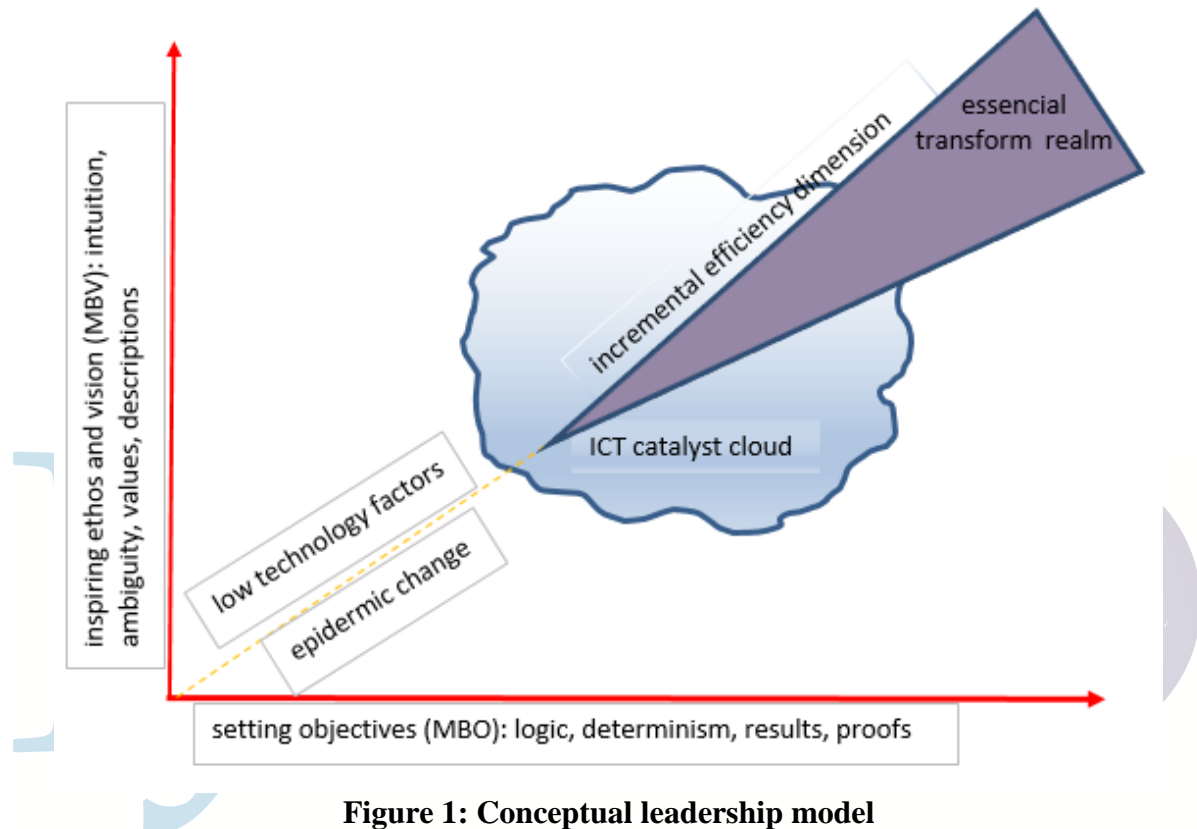 inspiring ethos and vision (MBV): intuition,
ambiguity, values, descriptions
essencial
transform realm
incremental efficiency dimension
ICT catalyst cloud
low technology factors
epidermic change
setting objectives (MBO): logic, determinism, results, proofs
Figure 1: Conceptual leadership model